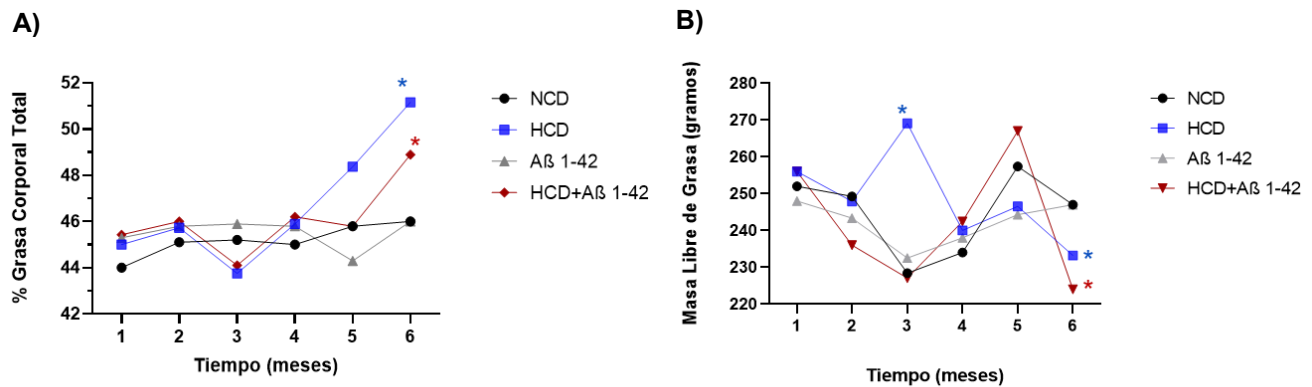 A)
% Grasa Corporal Total
52
50
48
46
44
42
1 2 3 4 5 6
Tiempo (meses)
*
*
NCD
HCD
Aß 1-42
HCD+Aß 1-42
B)
Masa Libre de Grasa (gramos)
280
270
260
250
240
230
220
1 2 3 4 5 6
Tiempo (meses)
*
*
*
NCD
HCD
Aß 1-42
HCD+Aß 1-42